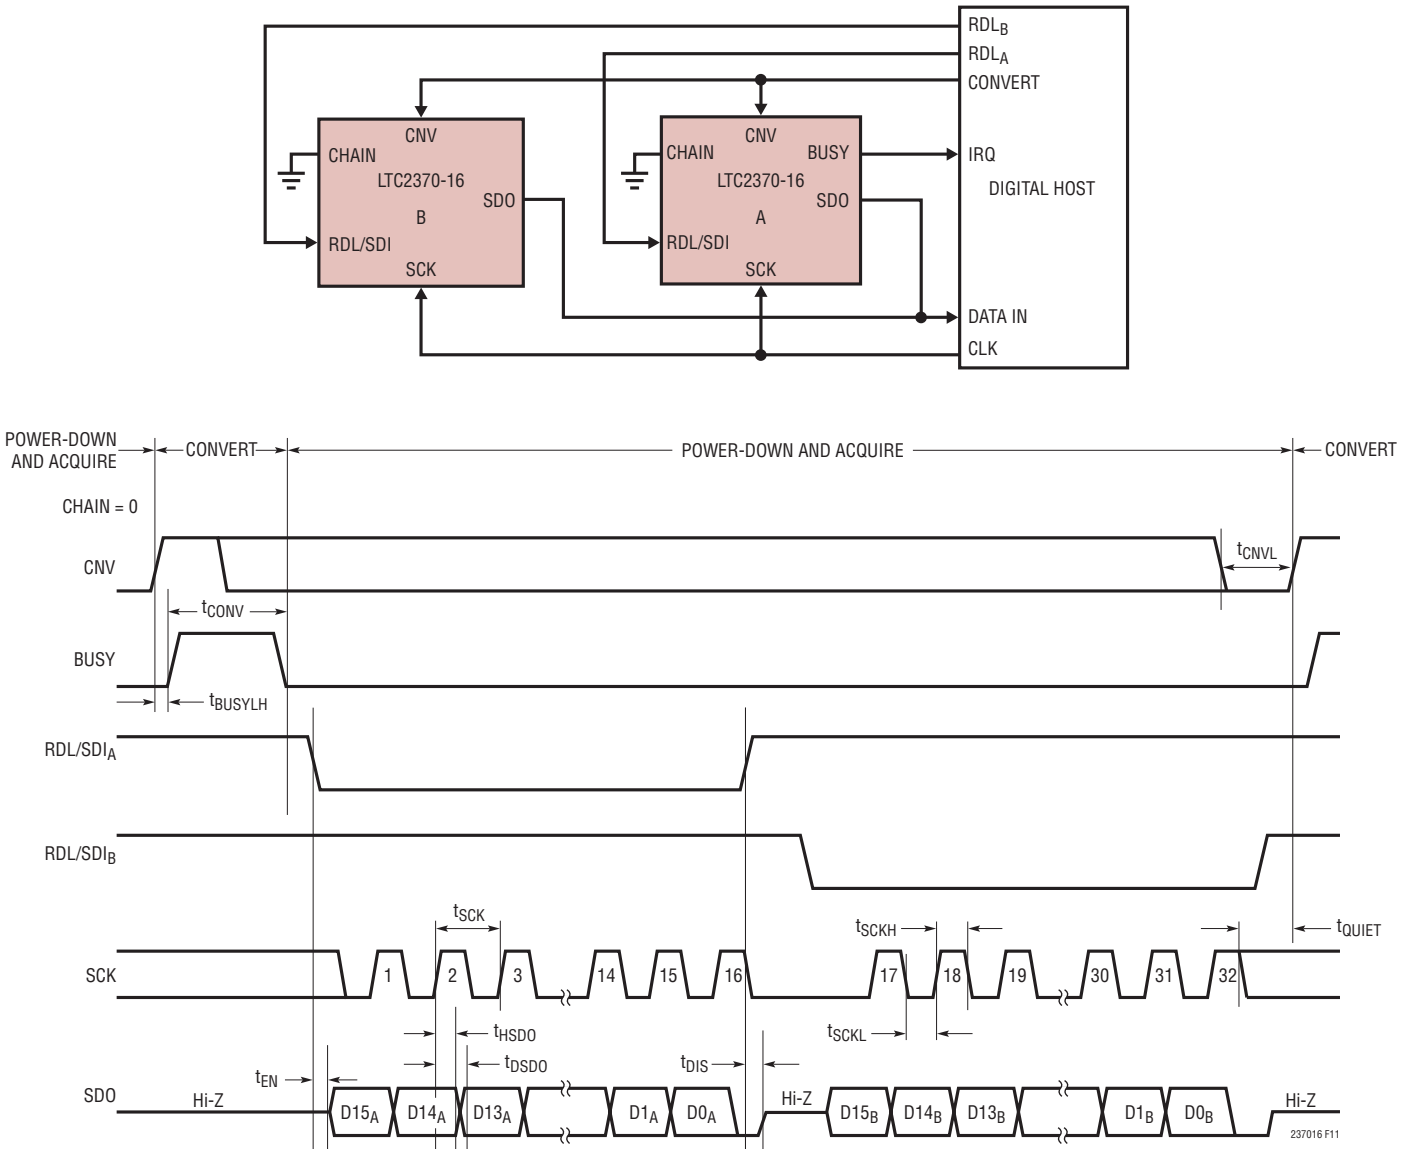 RDLB
RDLA
CONVERT
CNV
CNV
CHAIN
CHAIN
BUSY
IRQ
LTC2370-16
LTC2370-16
DIGITAL HOST
SDO
SDO
B
A
RDL/SDI
RDL/SDI
SCK
SCK
DATA IN
CLK
POWER-DOWN
AND ACQUIRE
CONVERT
POWER-DOWN AND ACQUIRE
CONVERT
CHAIN = 0
CNV
tCNVL
tCONV
BUSY
tBUSYLH
RDL/SDIA
RDL/SDIB
tSCK
tSCKH
tQUIET
SCK
1 2 3 14 15 16 17 18 19 30 31 32
tHSDO
tSCKL
tDSDO
tDIS
tEN
SDO
Hi-Z
D15A D14A D13A D1A D0A
Hi-Z
D15B D14B D13B D1B D0B
Hi-Z
237016 F11